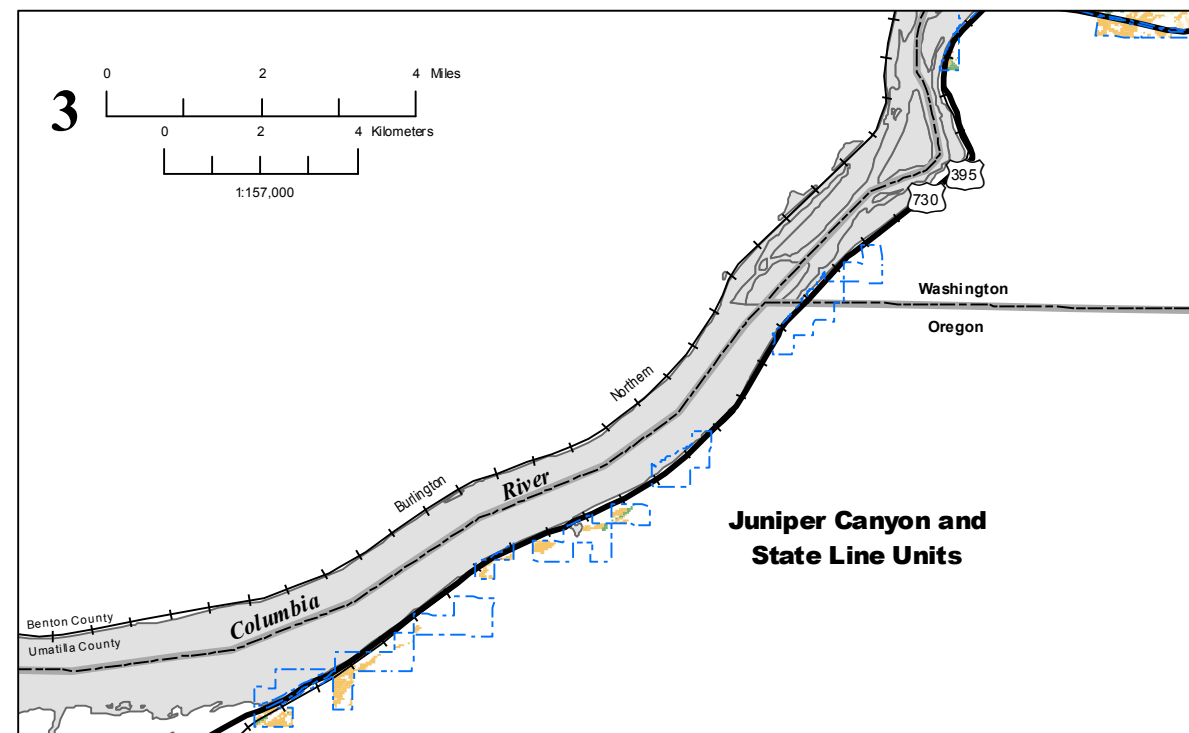 3
0 2 4 Miles
0 2 4 Kilometers
1:157,000
395
730
Washington
Oregon
Northern
Burlington
River
Columbia
Juniper Canyon and
State Line Units
Benton County
Umatilla County